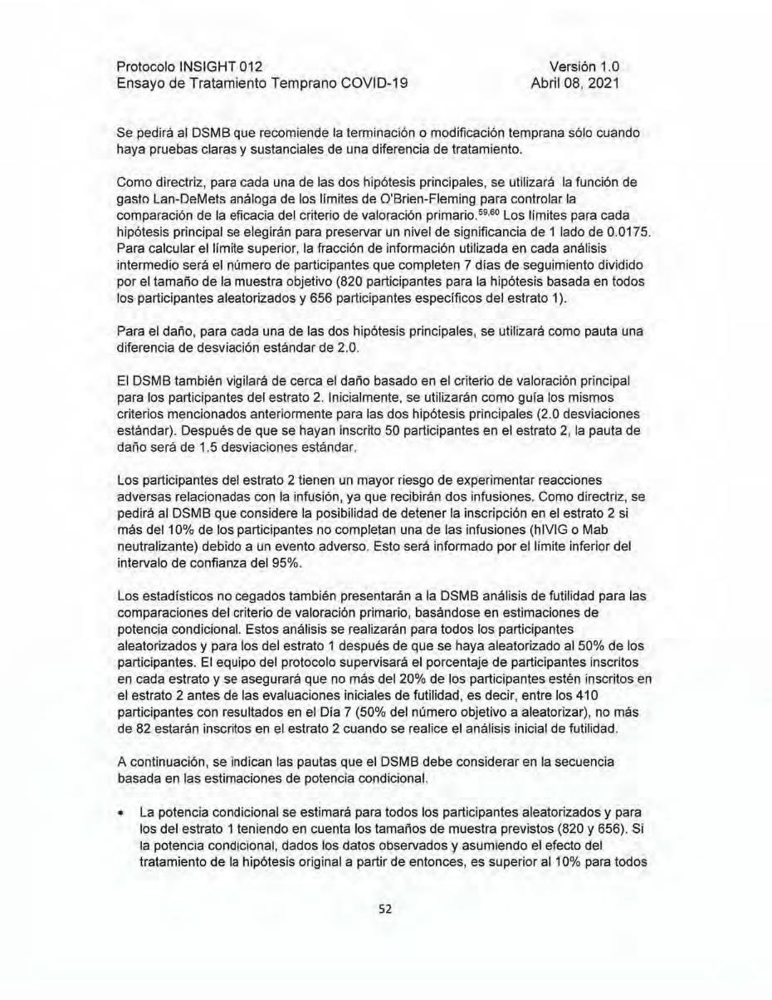 Protocolo INSIGHT 012 Versión 1.0
Ensayo de Tratamiento Temprano COVID-19 Abril 08, 2021
Se pedirá al DSMB que recomiende la terminación o modificación temprana sólo cuando
haya pruebas claras y sustanciales de una diferencia de tratamiento.
Como directriz, para cada una de las dos hipótesis principales, se utilizará la función de
gasto Lan-DeMets análoga de los límites de O'Brien-Fleming para controlar la
comparación de la eficacia del criterio de valoración primario.59,60 Los límites para cada
hipótesis principal se elegirán para preservar un nivel de significancia de 1 lado de 0.0175.
Para calcular el límite superior, la fracción de información utilizada en cada análisis
intermedio será el número de participantes que completen 7 días de seguimiento dividido
por el tamaño de la muestra objetivo (820 participantes para la hipótesis basada en todos
los participantes aleatorizados y 656 participantes específicos del estrato 1).
Para el daño, para cada una de las dos hipótesis principales, se utilizará como pauta una
diferencia de desviación estándar de 2.0.
El DSMB también vigilará de cerca el daño basado en el criterio de valoración principal
para los participantes del estrato 2. Inicialmente, se utilizarán como guía los mismos
criterios mencionados anteriormente para las dos hipótesis principales (2.0 desviaciones
estándar). Después de que se hayan inscrito 50 participantes en el estrato 2, la pauta de
daño será de 1.5 desviaciones estándar.
Los participantes del estrato 2 tienen un mayor riesgo de experimentar reacciones
adversas relacionadas con la infusión, ya que recibirán dos infusiones. Como directriz, se
pedirá al DSMB que considere la posibilidad de detener la inscripción en el estrato 2 si
más del 10% de los participantes no completan una de las infusiones (hIVIG o Mab
neutralizante) debido a un evento adverso. Esto será informado por el límite inferior del
intervalo de confianza del 95%.
Los estadísticos no cegados también presentarán a la DSMB análisis de futilidad para las
comparaciones del criterio de valoración primario, basándose en estimaciones de
potencia condicional. Estos análisis se realizarán para todos los participantes
aleatorizados y para los del estrato 1 después de que se haya aleatorizado al 50% de los
participantes. El equipo del protocolo supervisará el porcentaje de participantes inscritos
en cada estrato y se asegurará que no más del 20% de los participantes estén inscritos en
el estrato 2 antes de las evaluaciones iniciales de futilidad, es decir, entre los 410
participantes con resultados en el Día 7 (50% del número objetivo a aleatorizar), no más
de 82 estarán inscritos en el estrato 2 cuando se realice el análisis inicial de futilidad.
A continuación, se indican las pautas que el DSMB debe considerar en la secuencia
basada en las estimaciones de potencia condicional.
• La potencia condicional se estimará para todos los participantes aleatorizados y para
los del estrato 1 teniendo en cuenta los tamaños de muestra previstos (820 y 656). Si
la potencia condicional, dados los datos observados y asumiendo el efecto del
tratamiento de la hipótesis original a partir de entonces, es superior al 10% para todos
52